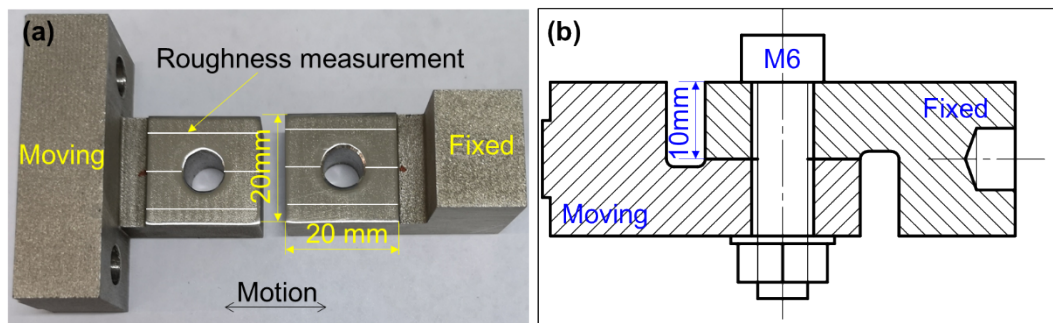 (a)
Roughness measurement
Moving
Fixed
20mm
20 mm
Motion
(b)
M6
10mm
Fixed
Moving